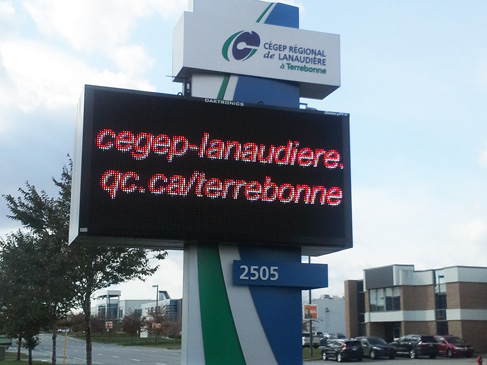 CÉGEP RÉGIONAL
de LANAUDIÈRE
à Terrebonne
DAKTRONICS
cegep-lanaudiere.
qc.ca/terrebonne
2505